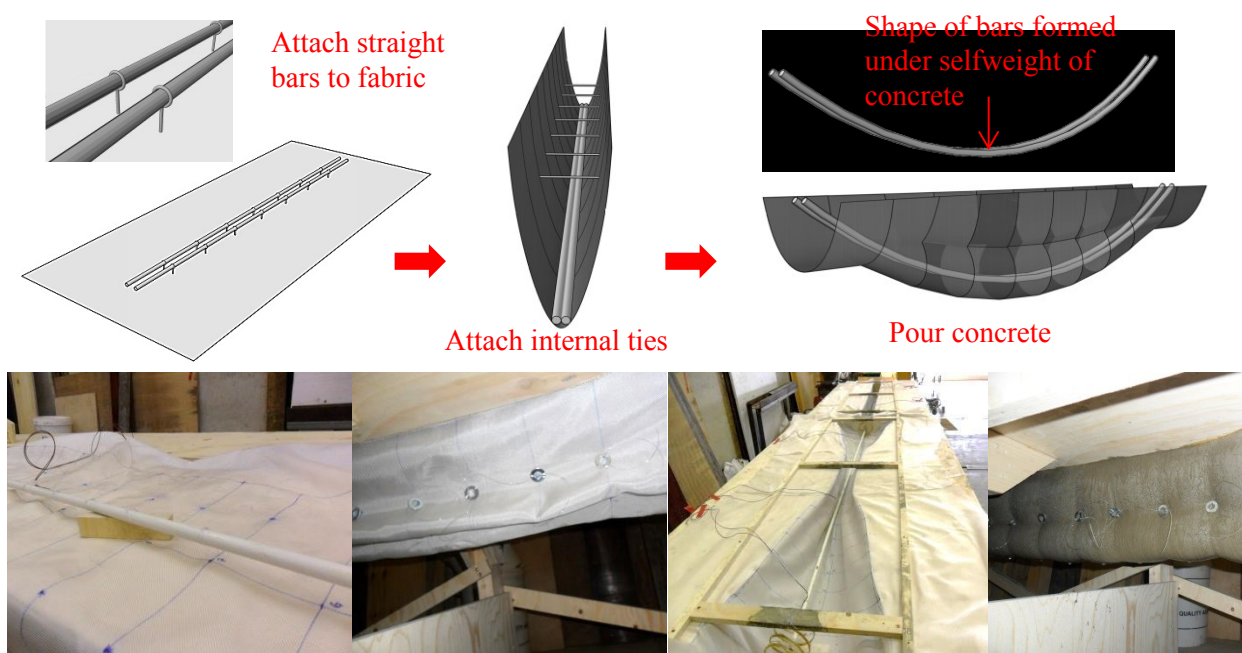 Attach straight
bars to fabric
Shape of bars formed
under selfweight of
concrete
Attach internal ties
Pour concrete